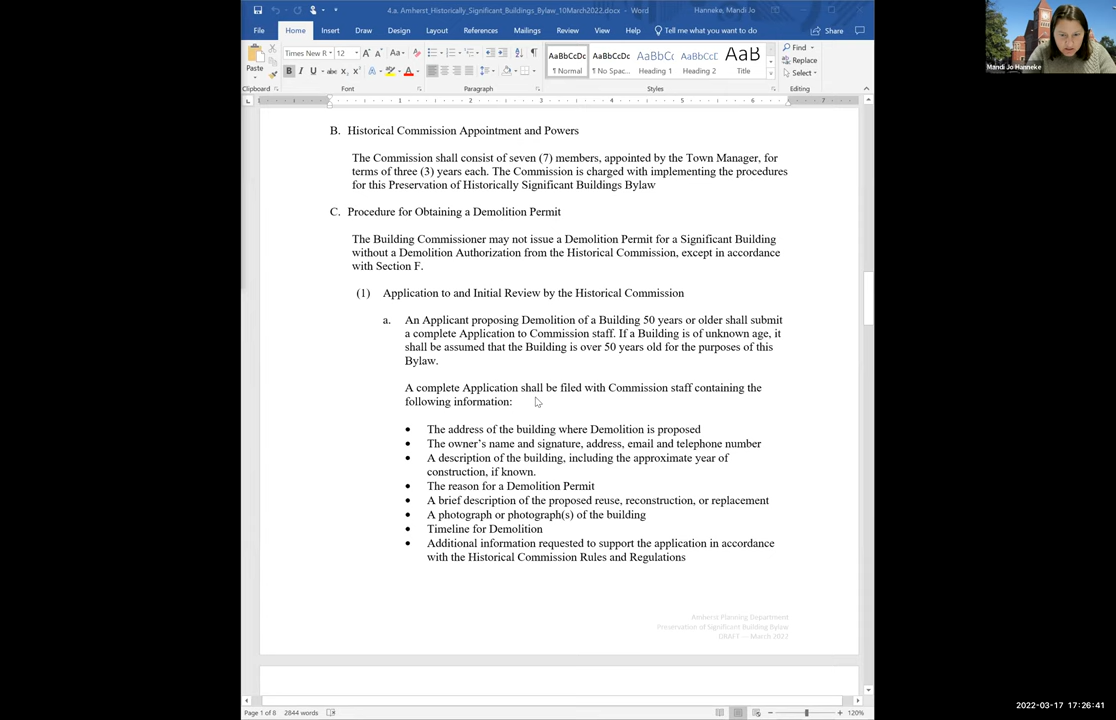 4.a. Amherst_Historically_Significant_Buildings_Bylaw_10March2022.docx - Word
Hanneke, Mandi Jo
File Home Insert Draw Design Layout References Mailings Review View Help Tell me what you want to do Share
Paste
Times New R 12
AaBbCcDc AaBbCcDc AaBbC AaBbCcD AaB
¶ Normal ¶ No Spac... Heading 1 Heading 2 Title
Find
Replace
Select
Clipboard Font Paragraph Styles Editing
Mandi Jo Hanneke
B. Historical Commission Appointment and Powers
The Commission shall consist of seven (7) members, appointed by the Town Manager, for
terms of three (3) years each. The Commission is charged with implementing the procedures
for this Preservation of Historically Significant Buildings Bylaw
C. Procedure for Obtaining a Demolition Permit
The Building Commissioner may not issue a Demolition Permit for a Significant Building
without a Demolition Authorization from the Historical Commission, except in accordance
with Section F.
(1) Application to and Initial Review by the Historical Commission
a. An Applicant proposing Demolition of a Building 50 years or older shall submit
a complete Application to Commission staff. If a Building is of unknown age, it
shall be assumed that the Building is over 50 years old for the purposes of this
Bylaw.
A complete Application shall be filed with Commission staff containing the
following information:
• The address of the building where Demolition is proposed
• The owner's name and signature, address, email and telephone number
• A description of the building, including the approximate year of
construction, if known.
• The reason for a Demolition Permit
• A brief description of the proposed reuse, reconstruction, or replacement
• A photograph or photograph(s) of the building
• Timeline for Demolition
• Additional information requested to support the application in accordance
with the Historical Commission Rules and Regulations
Amherst Planning Department
Preservation of Significant Building Bylaw
DRAFT — March 2022
Page 1 of 8 2844 words
120%
2022-03-17 17:26:41